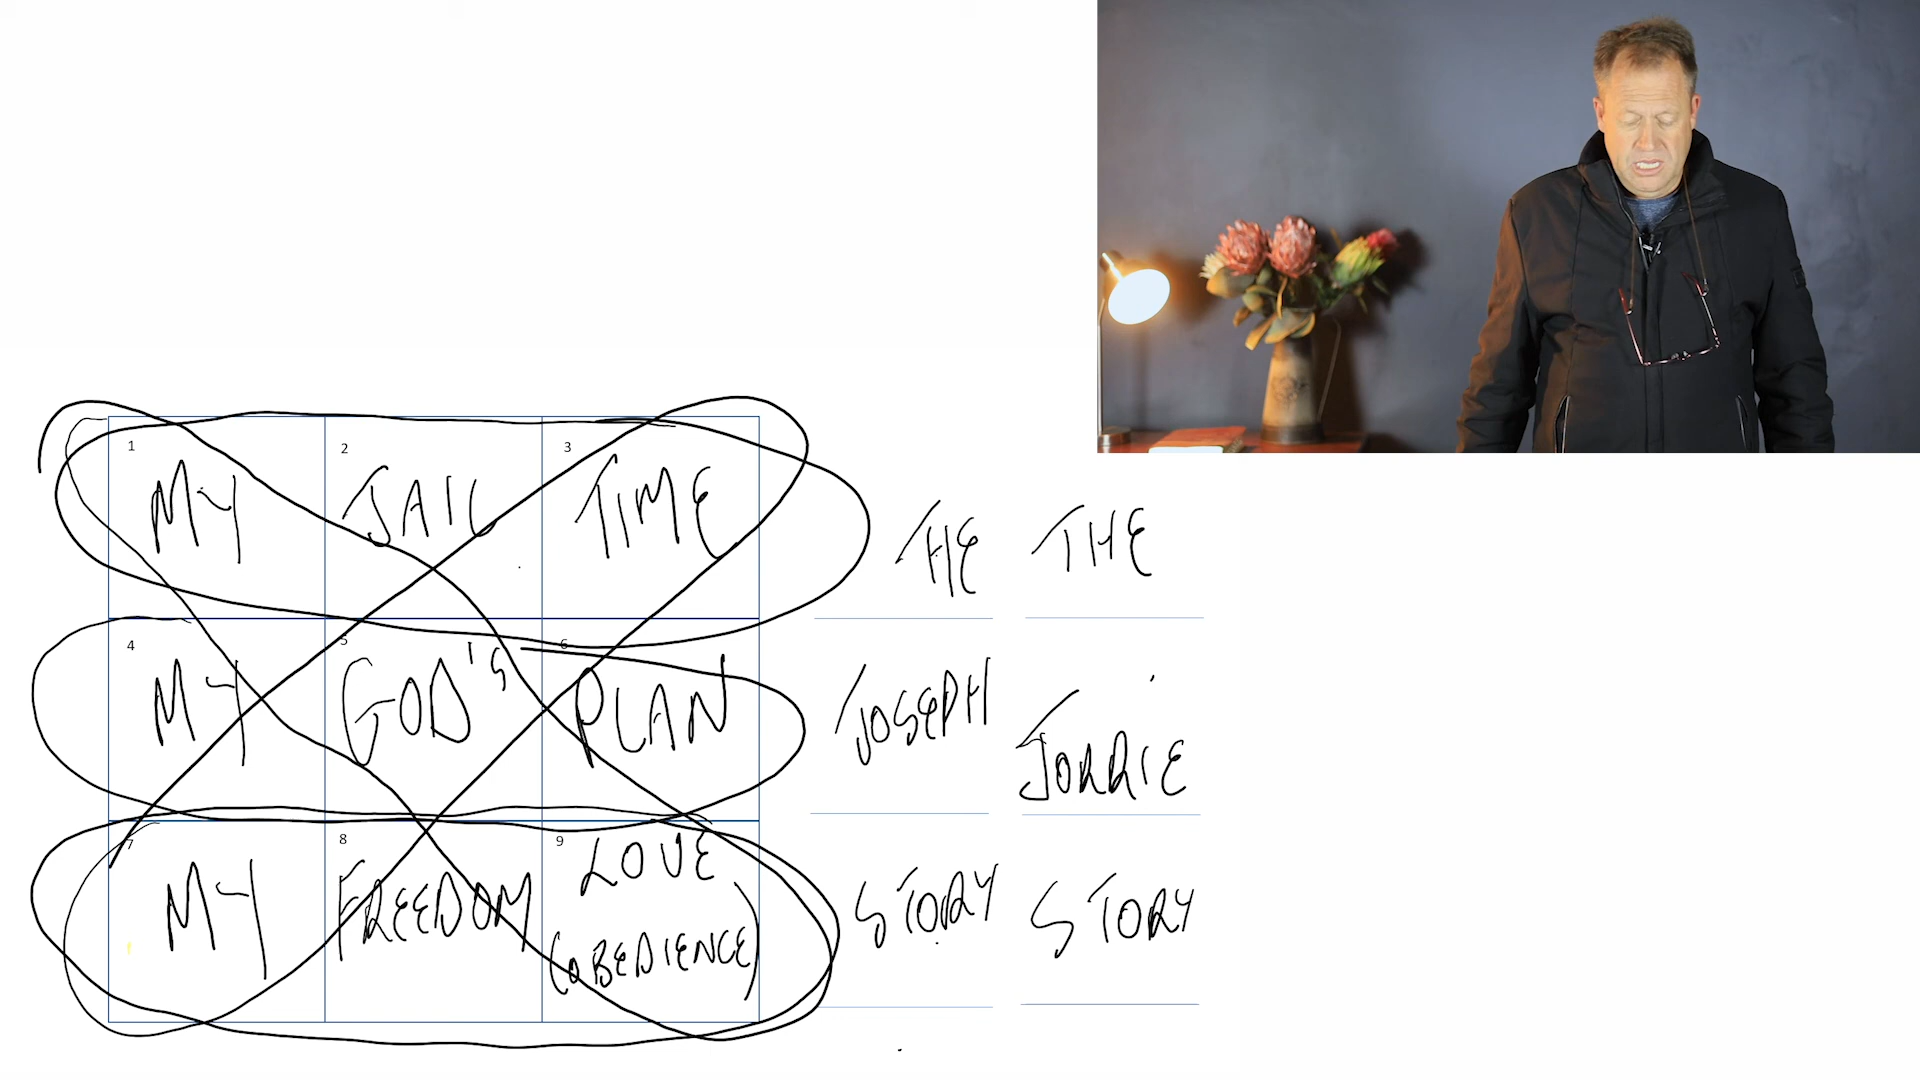 1 2 3
MY JAIL TIME
THE THE
4 5 6
MY GOD'S PLAN
JOSEPH JORRIE
7 8 9
MY FREEDOM LOVE
(OBEDIENCE)
STORY STORY